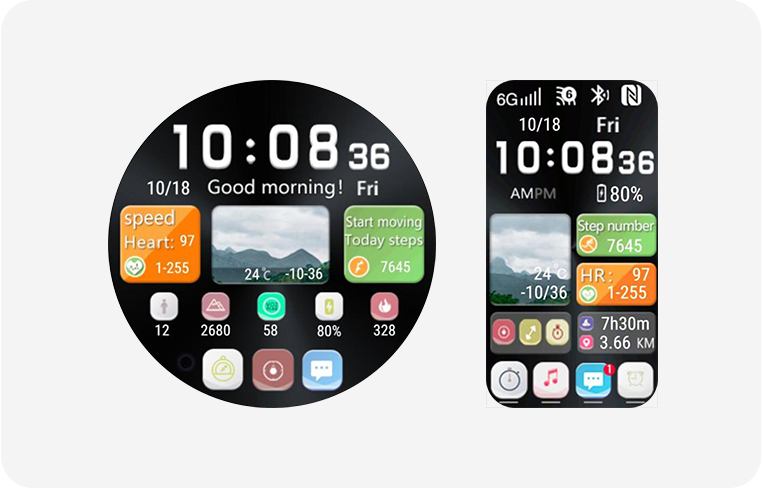 10:08 36
10/18 Good morning! Fri
speed
Heart: 97
1-255
24°C -10-36
Start moving
Today steps
7645
12 2680 58 80% 328
6G 6 N
10/18 Fri
10:08 36
AM PM 80%
24°C
-10/36
Step number
7645
HR: 97
1-255
7h30m
3.66 KM
1